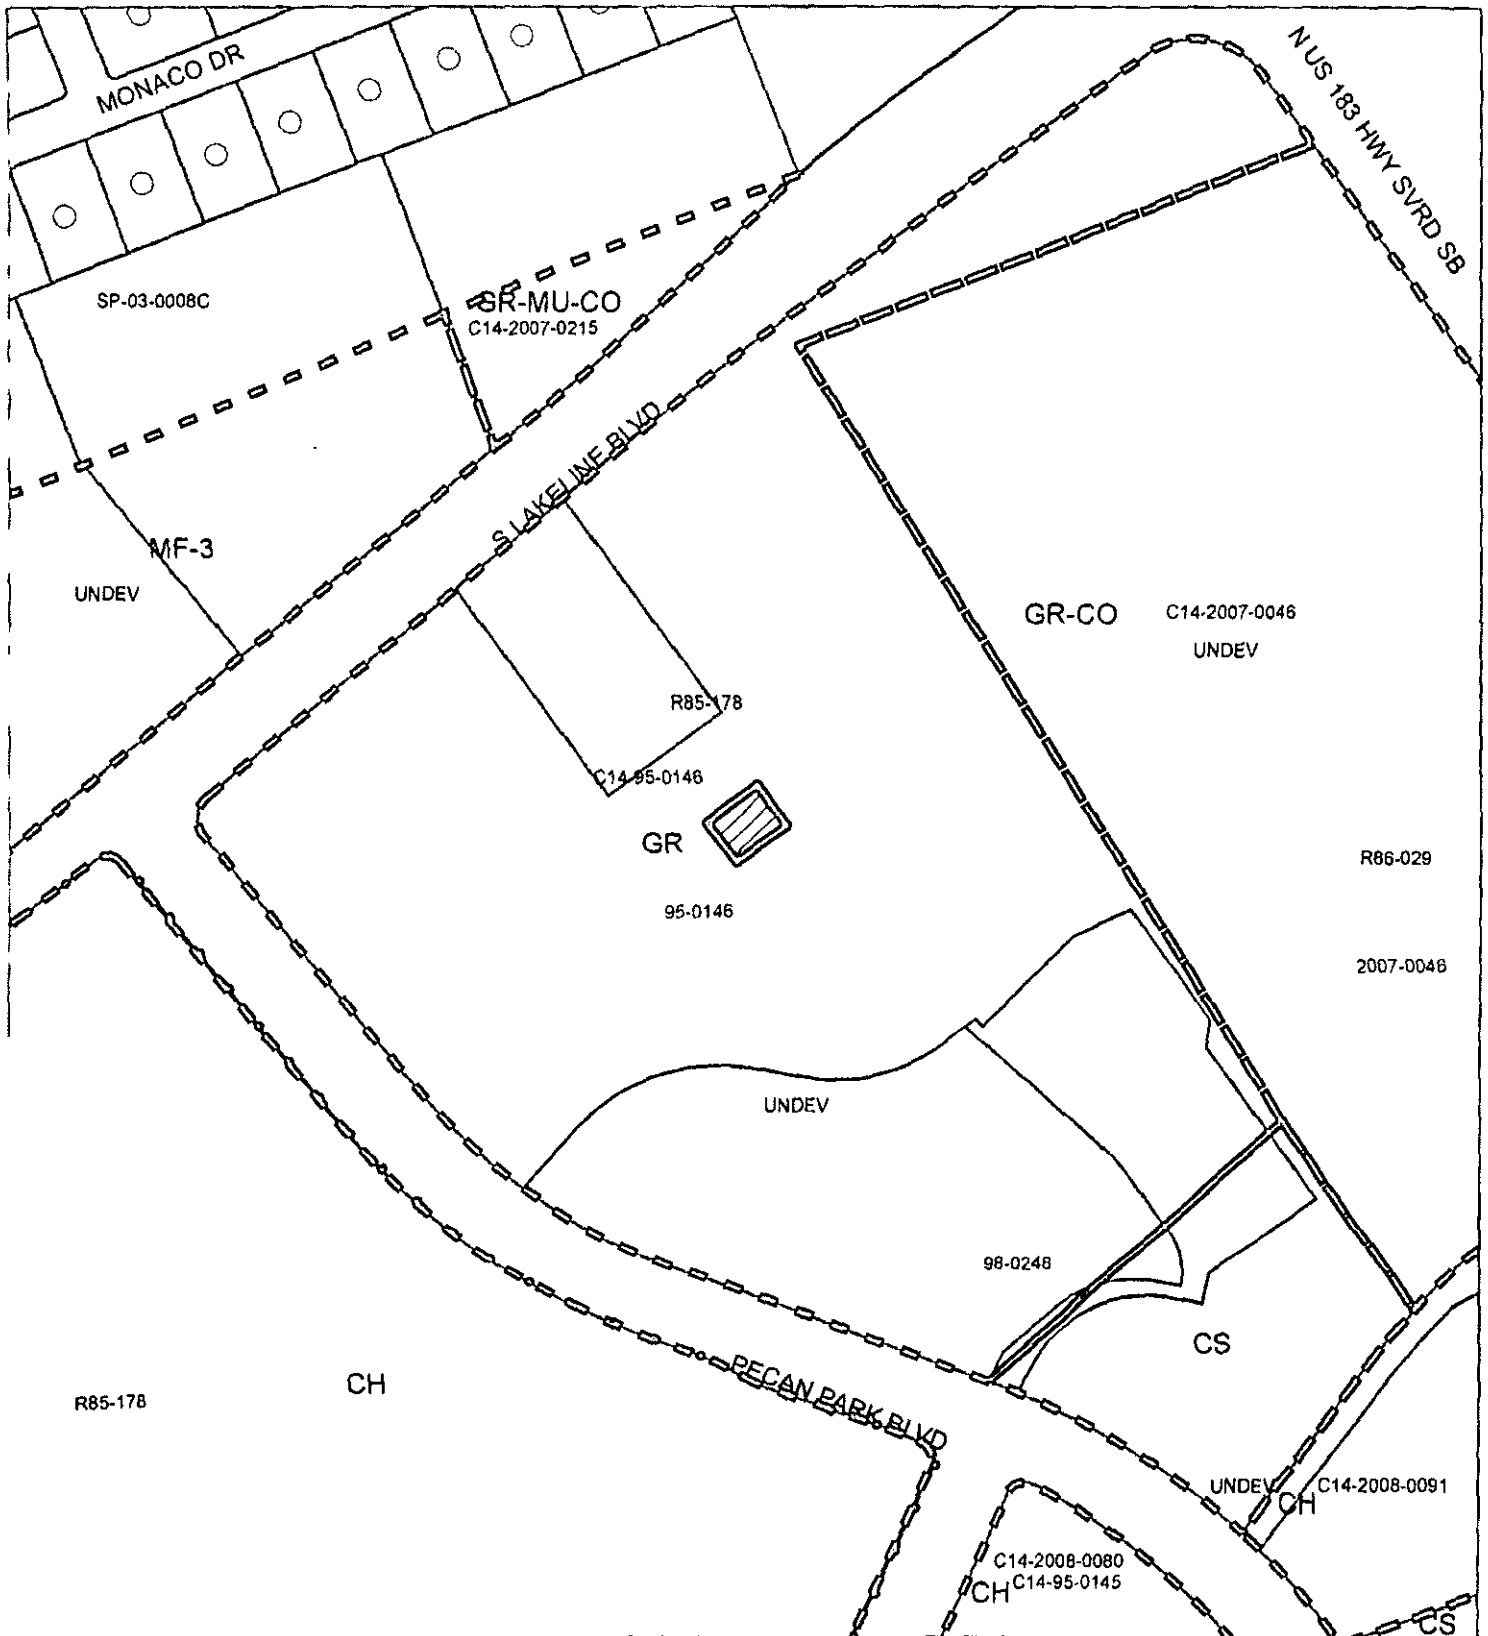 MONACO DR
N US 183 HWY SVRD SB
SP-03-0008C
GR-MU-CO
C14-2007-0215
S LAKELINE BLVD
MF-3
UNDEV
GR-CO
C14-2007-0046
UNDEV
R85-178
C14-95-0146
GR
R86-029
95-0146
2007-0046
UNDEV
98-0248
CS
CH
R85-178
PECAN PARK BLVD
UNDEV
C14-2008-0091
CH
C14-2008-0080
CH
C14-95-0145
CS